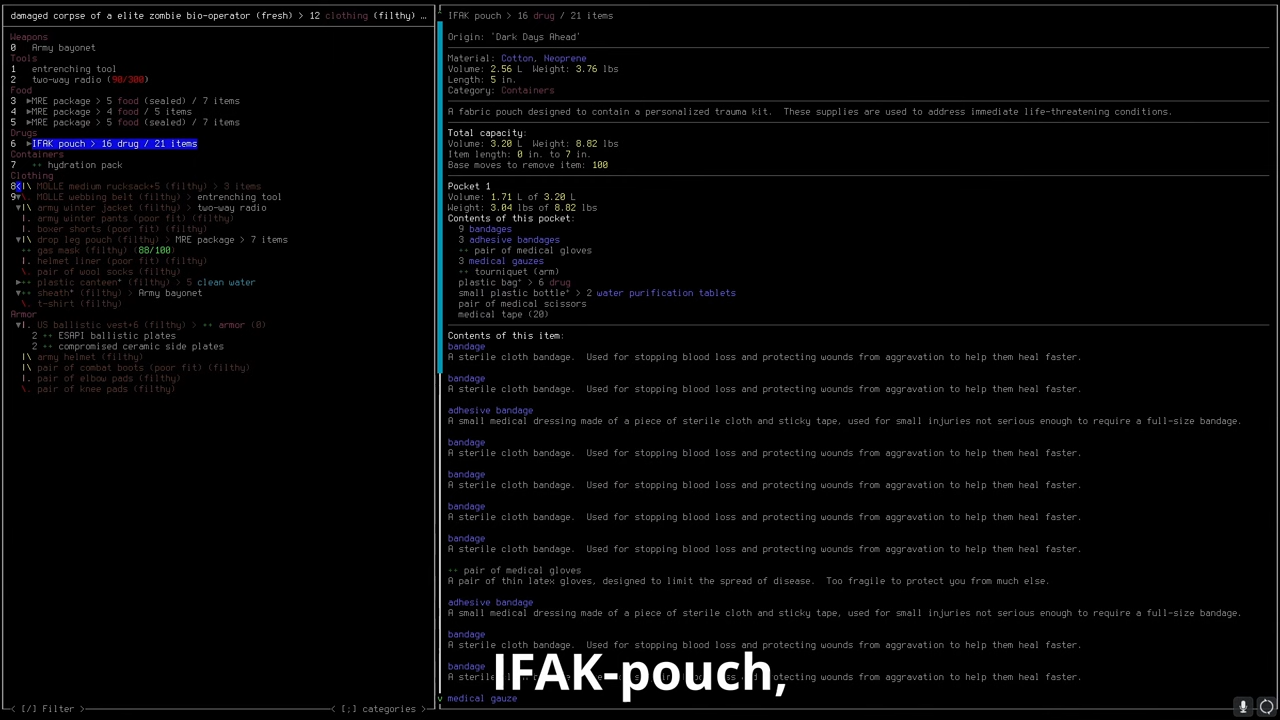 damaged corpse of a elite zombie bio-operator (fresh) > 12 clothing (filthy) …
Weapons
0 Army bayonet
Tools
1 entrenching tool
2 two-way radio (90/300)
Food
3 ▶MRE package > 5 food (sealed) / 7 items
4 ▶MRE package > 4 food / 5 items
5 ▶MRE package > 5 food (sealed) / 7 items
Drugs
6 ▶IFAK pouch > 16 drug / 21 items
Containers
7 ++ hydration pack
Clothing
8<|\ MOLLE medium rucksack+5 (filthy) > 3 items
9▼\. MOLLE webbing belt (filthy) > entrenching tool
▼|\ army winter jacket (filthy) > two-way radio
|. army winter pants (poor fit) (filthy)
|. boxer shorts (poor fit) (filthy)
▼|\ drop leg pouch (filthy) > MRE package > 7 items
++ gas mask (filthy) (88/100)
|. helmet liner (poor fit) (filthy)
\. pair of wool socks (filthy)
▶++ plastic canteen⁺ (filthy) > 5 clean water
▼++ sheath⁺ (filthy) > Army bayonet
\. t-shirt (filthy)
Armor
▼|. US ballistic vest+6 (filthy) > ++ armor (0)
2 ++ ESAPI ballistic plates
2 ++ compromised ceramic side plates
|\ army helmet (filthy)
|\ pair of combat boots (poor fit) (filthy)
|. pair of elbow pads (filthy)
\. pair of knee pads (filthy)
< [/] Filter >
< [;] categories >
IFAK pouch > 16 drug / 21 items
Origin: 'Dark Days Ahead'
Material: Cotton, Neoprene
Volume: 2.56 L Weight: 3.76 lbs
Length: 5 in.
Category: Containers
A fabric pouch designed to contain a personalized trauma kit. These supplies are used to address immediate life-threatening conditions.
Total capacity:
Volume: 3.20 L Weight: 8.82 lbs
Item length: 0 in. to 7 in.
Base moves to remove item: 100
Pocket 1
Volume: 1.71 L of 3.20 L
Weight: 3.04 lbs of 8.82 lbs
Contents of this pocket:
9 bandages
3 adhesive bandages
++ pair of medical gloves
3 medical gauzes
++ tourniquet (arm)
plastic bag⁺ > 6 drug
small plastic bottle⁺ > 2 water purification tablets
pair of medical scissors
medical tape (20)
Contents of this item:
bandage
A sterile cloth bandage. Used for stopping blood loss and protecting wounds from aggravation to help them heal faster.
bandage
A sterile cloth bandage. Used for stopping blood loss and protecting wounds from aggravation to help them heal faster.
adhesive bandage
A small medical dressing made of a piece of sterile cloth and sticky tape, used for small injuries not serious enough to require a full-size bandage.
bandage
A sterile cloth bandage. Used for stopping blood loss and protecting wounds from aggravation to help them heal faster.
bandage
A sterile cloth bandage. Used for stopping blood loss and protecting wounds from aggravation to help them heal faster.
bandage
A sterile cloth bandage. Used for stopping blood loss and protecting wounds from aggravation to help them heal faster.
bandage
A sterile cloth bandage. Used for stopping blood loss and protecting wounds from aggravation to help them heal faster.
++ pair of medical gloves
A pair of thin latex gloves, designed to limit the spread of disease. Too fragile to protect you from much else.
adhesive bandage
A small medical dressing made of a piece of sterile cloth and sticky tape, used for small injuries not serious enough to require a full-size bandage.
bandage
A sterile cloth bandage. Used for stopping blood loss and protecting wounds from aggravation to help them heal faster.
bandage
A protecting wounds from aggravation to help them heal faster.
medical gauze
IFAK-pouch,